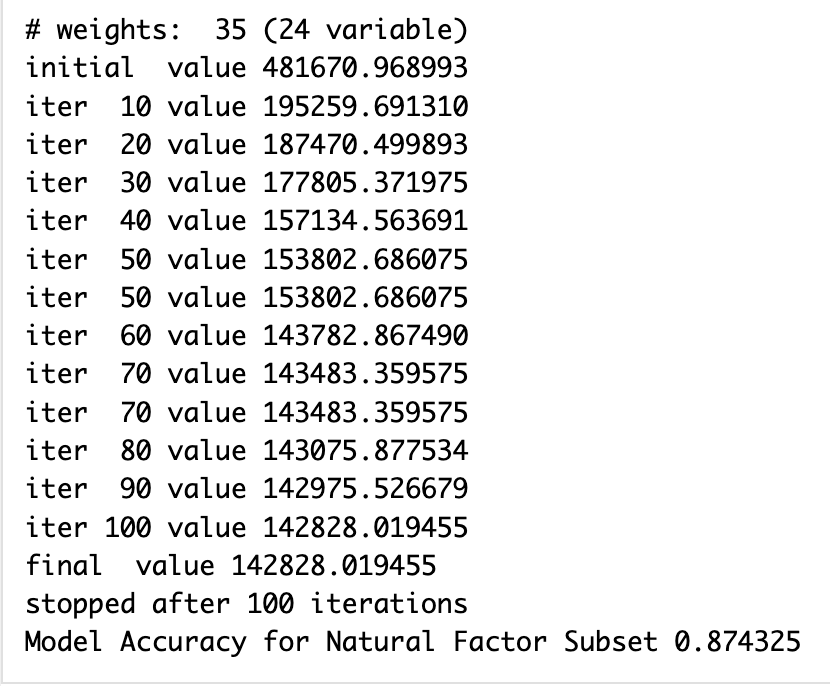 # weights:  35 (24 variable)
initial  value 481670.968993
iter  10 value 195259.691310
iter  20 value 187470.499893
iter  30 value 177805.371975
iter  40 value 157134.563691
iter  50 value 153802.686075
iter  50 value 153802.686075
iter  60 value 143782.867490
iter  70 value 143483.359575
iter  70 value 143483.359575
iter  80 value 143075.877534
iter  90 value 142975.526679
iter 100 value 142828.019455
final  value 142828.019455
stopped after 100 iterations
Model Accuracy for Natural Factor Subset 0.874325